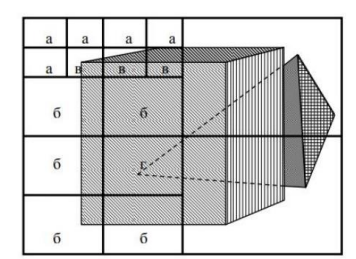 а а а а
а в в в
б б
б г
б б